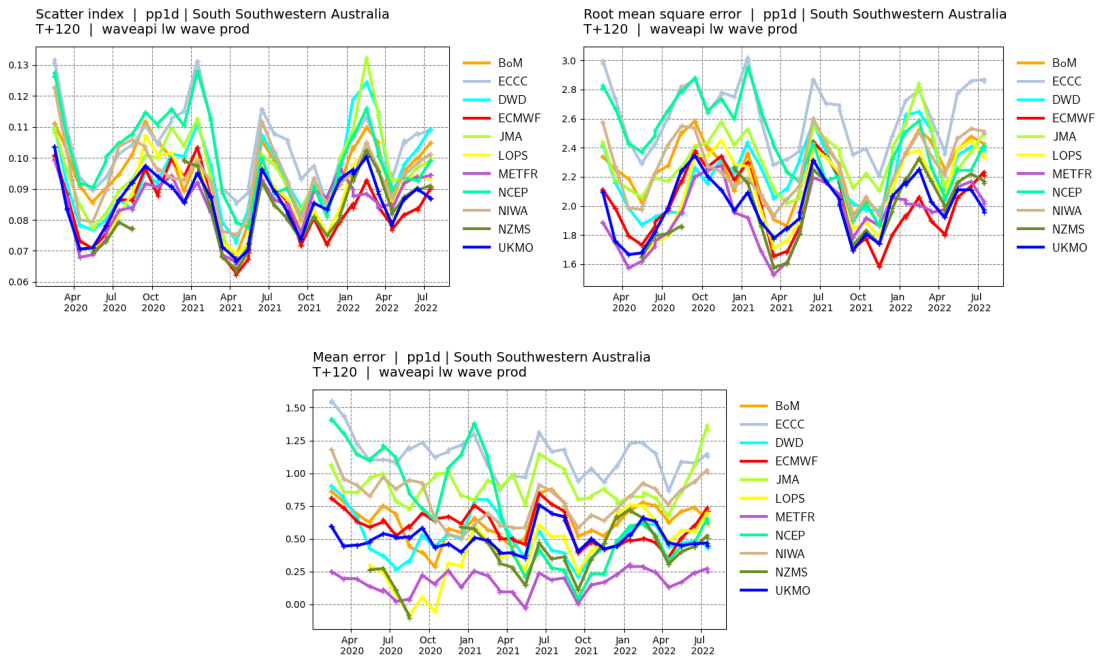 Scatter index | pp1d | South Southwestern Australia
T+120 | waveapi lw wave prod
0.13
0.12
0.11
0.10
0.09
0.08
0.07
0.06
Apr Jul Oct Jan Apr Jul Oct Jan Apr Jul
2020 2020 2020 2021 2021 2021 2021 2022 2022 2022
BoM
ECCC
DWD
ECMWF
JMA
LOPS
METFR
NCEP
NIWA
NZMS
UKMO
Root mean square error | pp1d | South Southwestern Australia
T+120 | waveapi lw wave prod
3.0
2.8
2.6
2.4
2.2
2.0
1.8
1.6
Apr Jul Oct Jan Apr Jul Oct Jan Apr Jul
2020 2020 2020 2021 2021 2021 2021 2022 2022 2022
BoM
ECCC
DWD
ECMWF
JMA
LOPS
METFR
NCEP
NIWA
NZMS
UKMO
Mean error | pp1d | South Southwestern Australia
T+120 | waveapi lw wave prod
1.50
1.25
1.00
0.75
0.50
0.25
0.00
Apr Jul Oct Jan Apr Jul Oct Jan Apr Jul
2020 2020 2020 2021 2021 2021 2021 2022 2022 2022
BoM
ECCC
DWD
ECMWF
JMA
LOPS
METFR
NCEP
NIWA
NZMS
UKMO